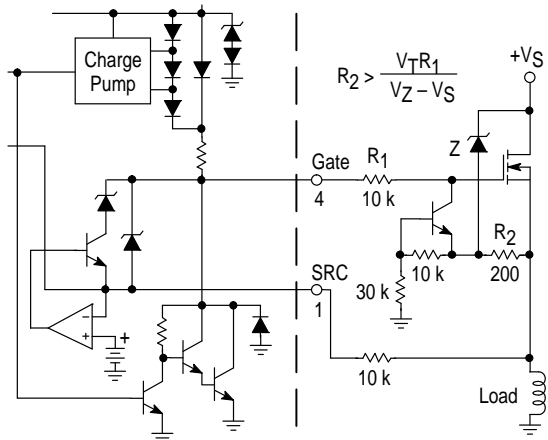 Charge
Pump
R2 > VTR1 / VZ – VS
+VS
Z
Gate
4
R1
10 k
R2
200
10 k
30 k
SRC
1
10 k
Load
–
+
+